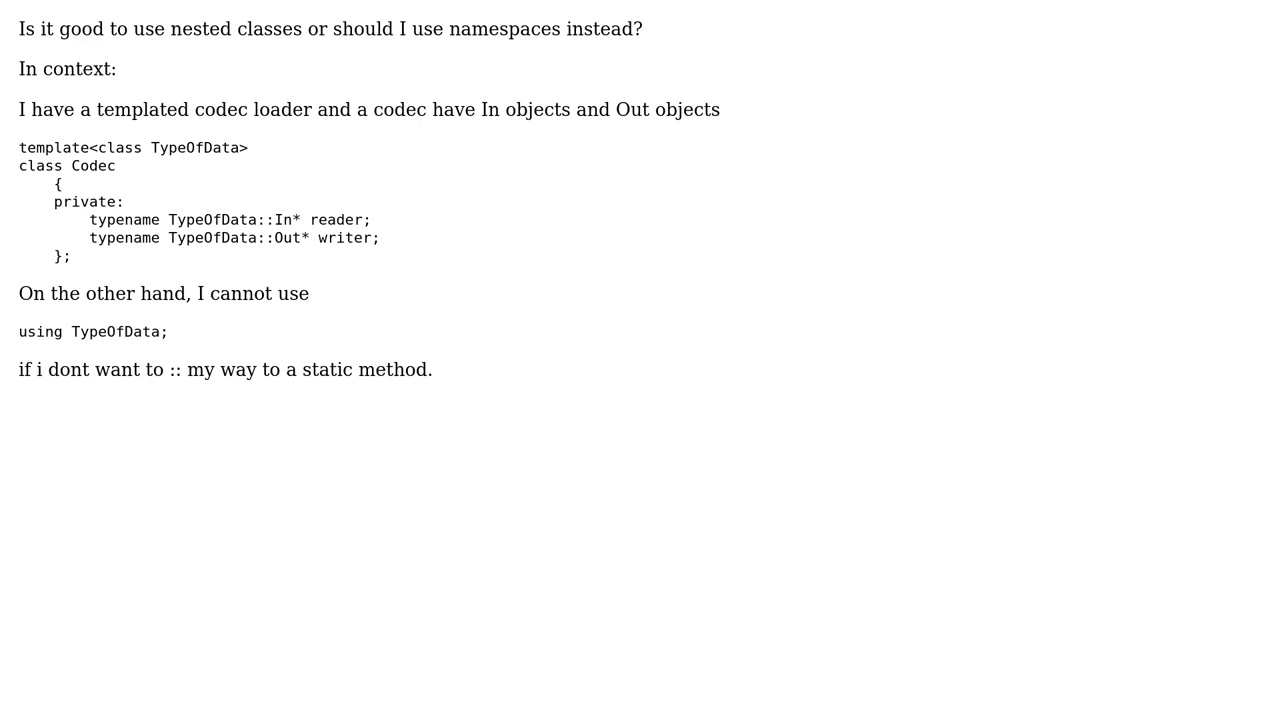 Is it good to use nested classes or should I use namespaces instead?
In context:
I have a templated codec loader and a codec have In objects and Out objects
template<class TypeOfData>
class Codec
    {
    private:
        typename TypeOfData::In* reader;
        typename TypeOfData::Out* writer;
    };
On the other hand, I cannot use
using TypeOfData;
if i dont want to :: my way to a static method.